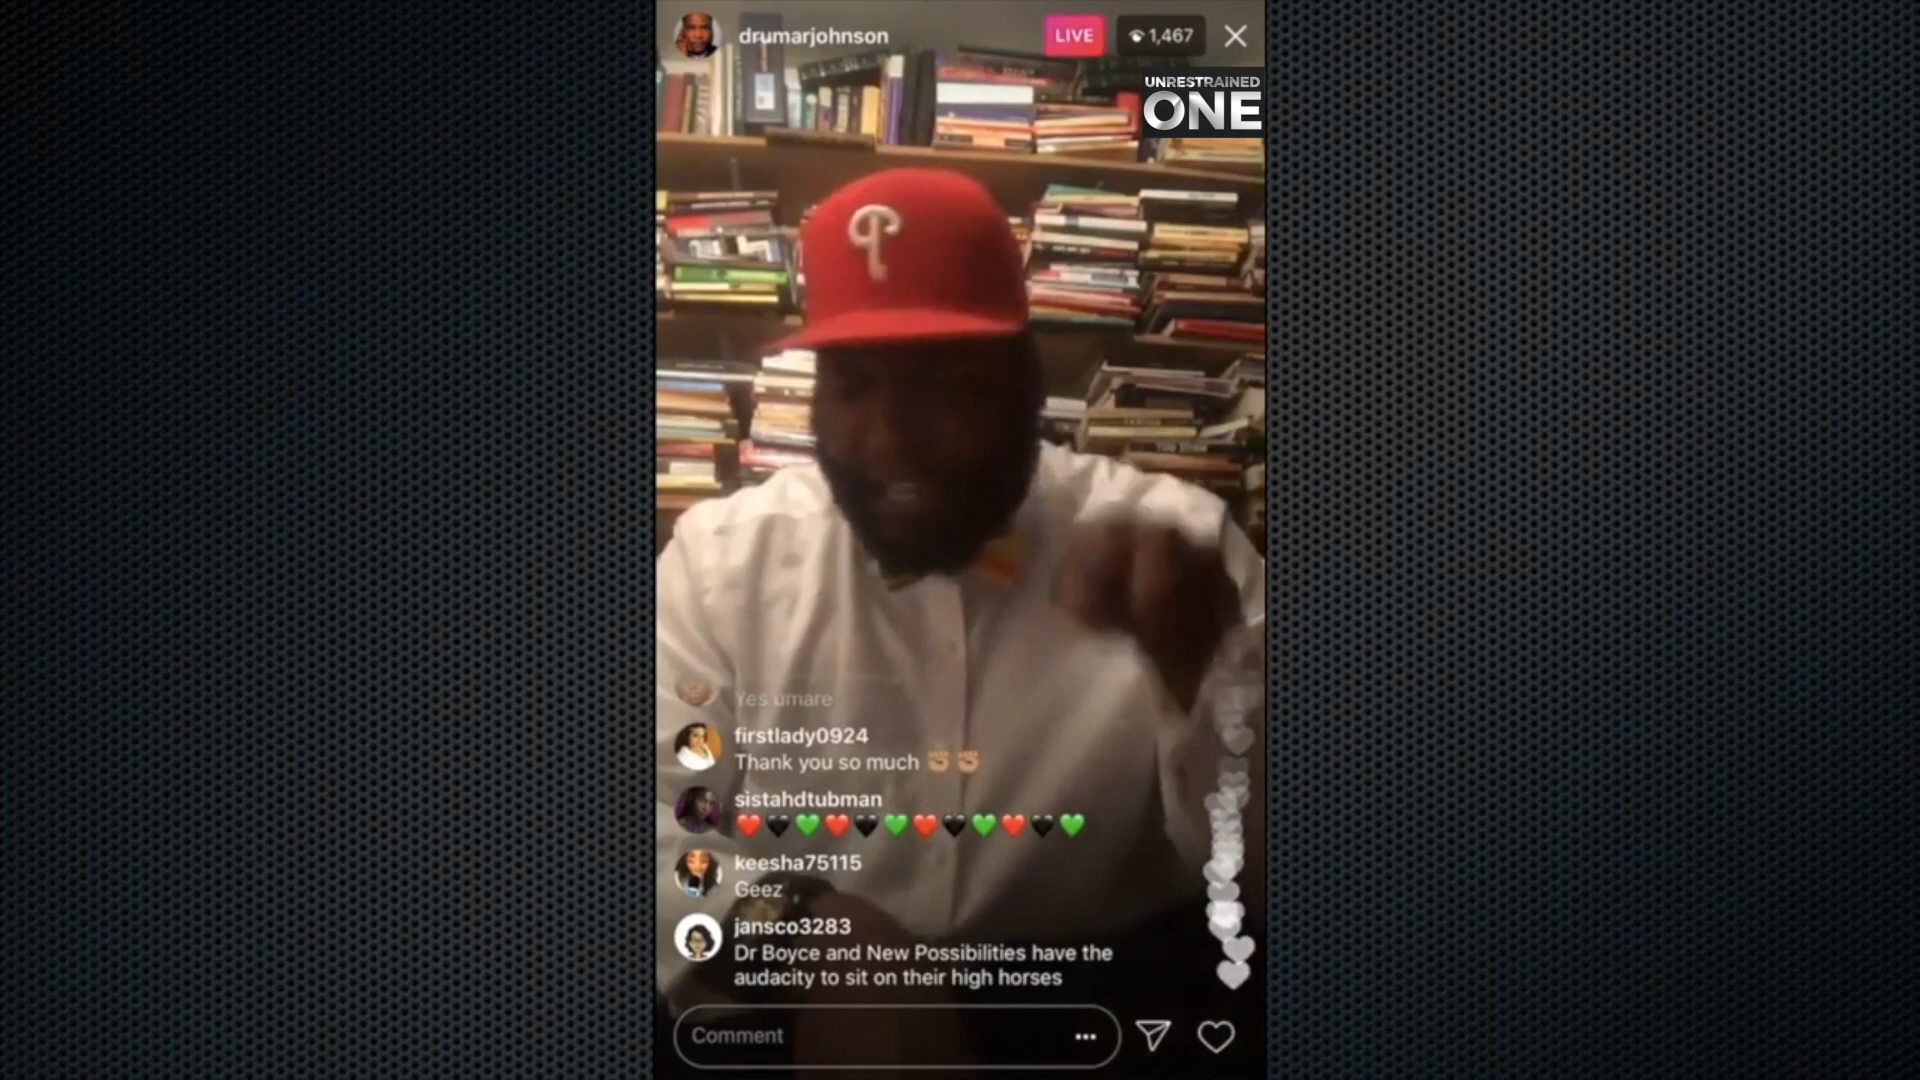 drumarjohnson
LIVE
1,467
UNRESTRAINED
ONE
P
Yes umare
firstlady0924
Thank you so much ✊🏼 ✊🏼
sistahdtubman
❤️🖤💚❤️🖤💚❤️🖤💚❤️🖤💚
keesha75115
Geez
jansco3283
Dr Boyce and New Possibilities have the
audacity to sit on their high horses
Comment